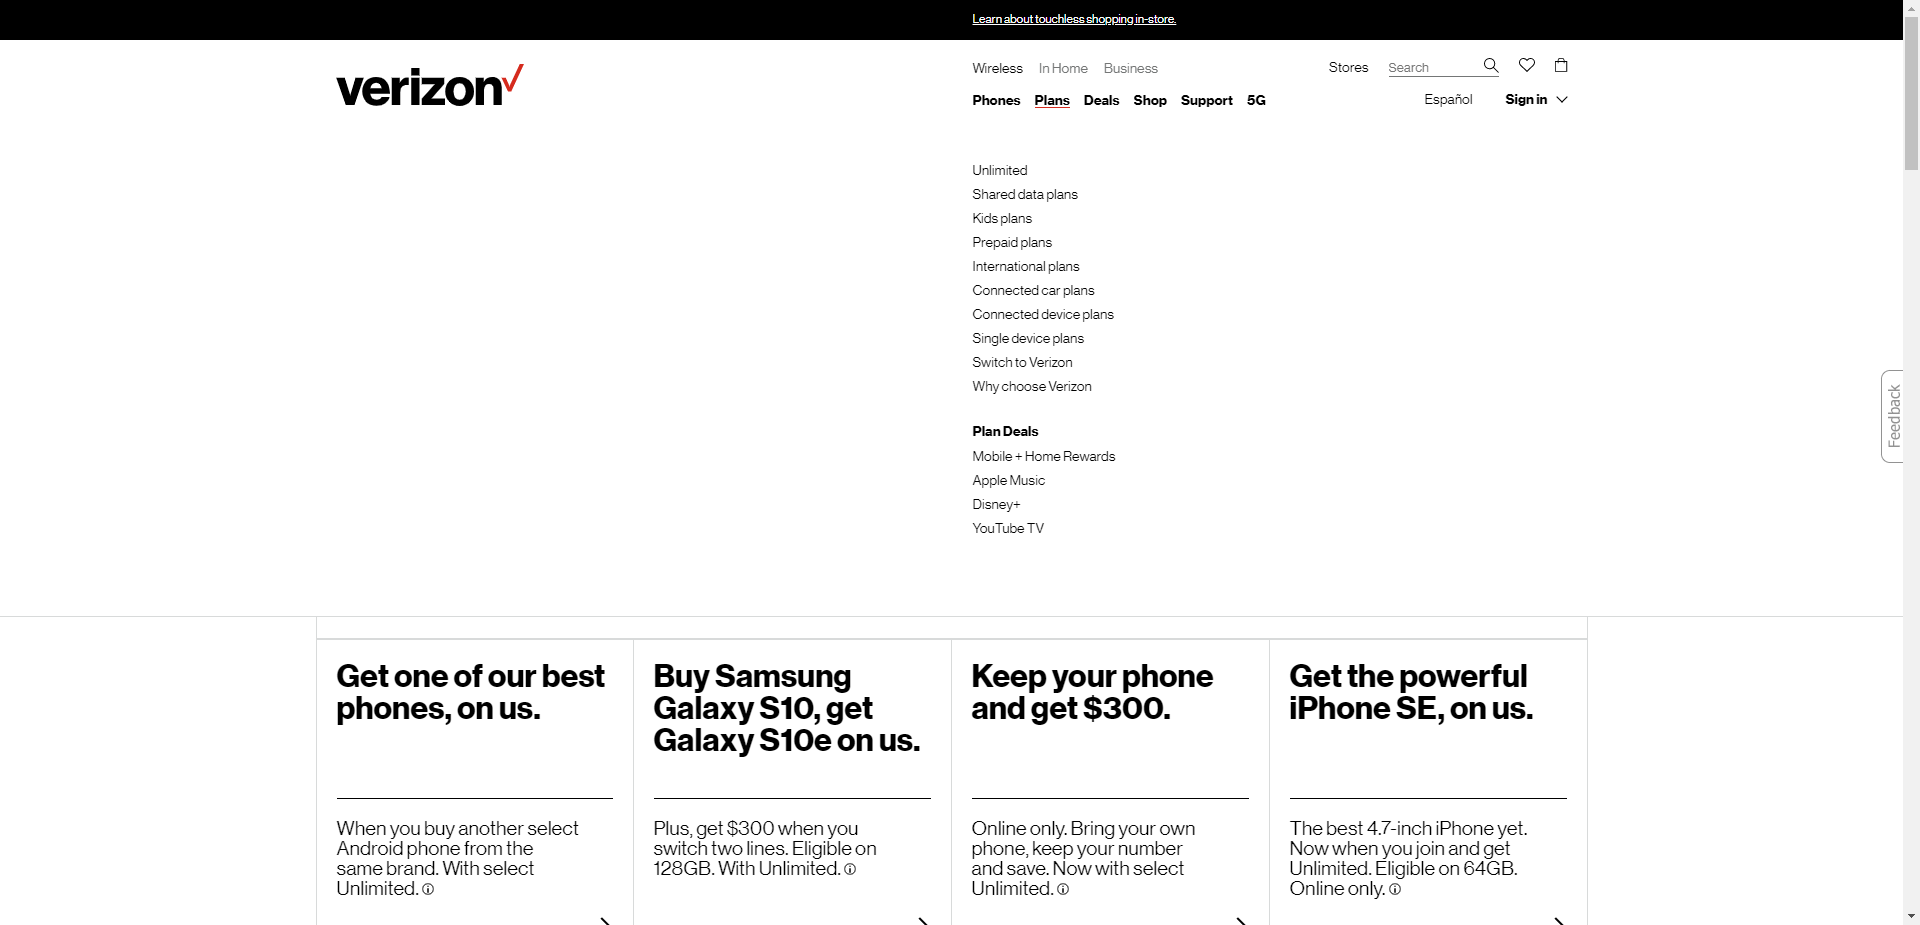 Learn about touchless shopping in-store.
verizon
Wireless In Home Business
Stores Search
Phones Plans Deals Shop Support 5G
Español Sign in
Unlimited
Shared data plans
Kids plans
Prepaid plans
International plans
Connected car plans
Connected device plans
Single device plans
Switch to Verizon
Why choose Verizon
Plan Deals
Mobile + Home Rewards
Apple Music
Disney+
YouTube TV
Feedback
Get one of our best
phones, on us.
When you buy another select
Android phone from the
same brand. With select
Unlimited.
Buy Samsung
Galaxy S10, get
Galaxy S10e on us.
Plus, get $300 when you
switch two lines. Eligible on
128GB. With Unlimited.
Keep your phone
and get $300.
Online only. Bring your own
phone, keep your number
and save. Now with select
Unlimited.
Get the powerful
iPhone SE, on us.
The best 4.7-inch iPhone yet.
Now when you join and get
Unlimited. Eligible on 64GB.
Online only.